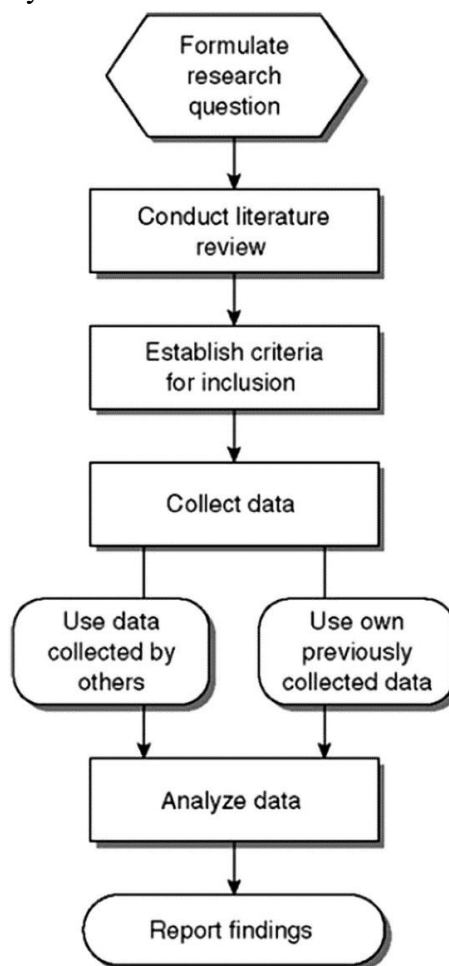 Formulate
research
question
Conduct literature
review
Establish criteria
for inclusion
Collect data
Use data
collected by
others
Use own
previously
collected data
Analyze data
Report findings